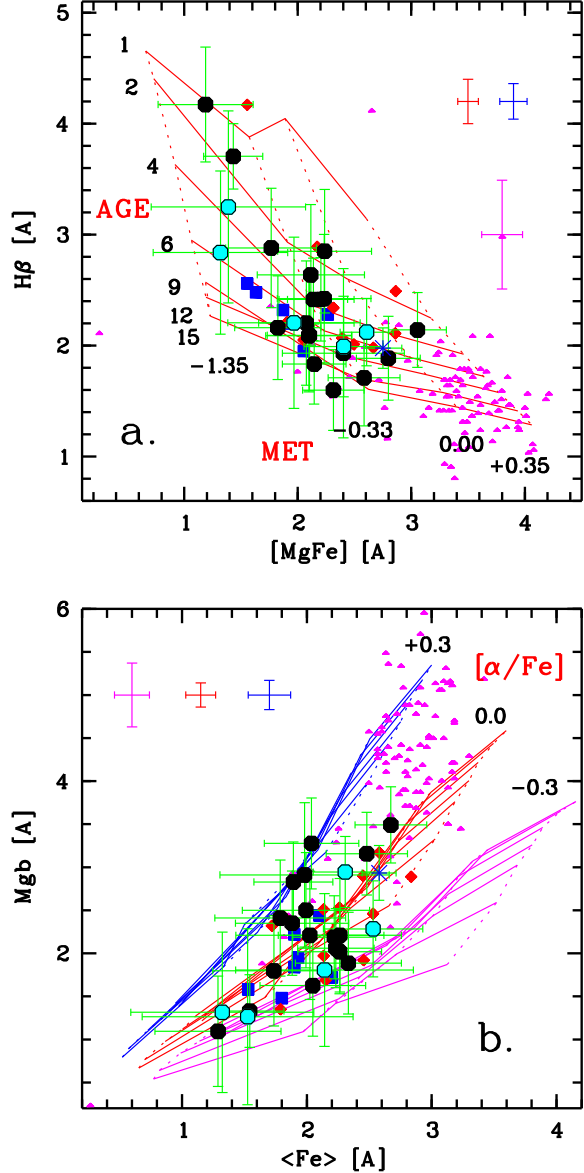 5
4
3
2
1
Hβ [A]
1
2
4
6
9
12
15
AGE
−1.35
−0.33
0.00
+0.35
MET
a.
1 2 3 4
[MgFe] [A]
6
4
2
Mgb [A]
+0.3
[α/Fe]
0.0
−0.3
b.
1 2 3 4
<Fe> [A]